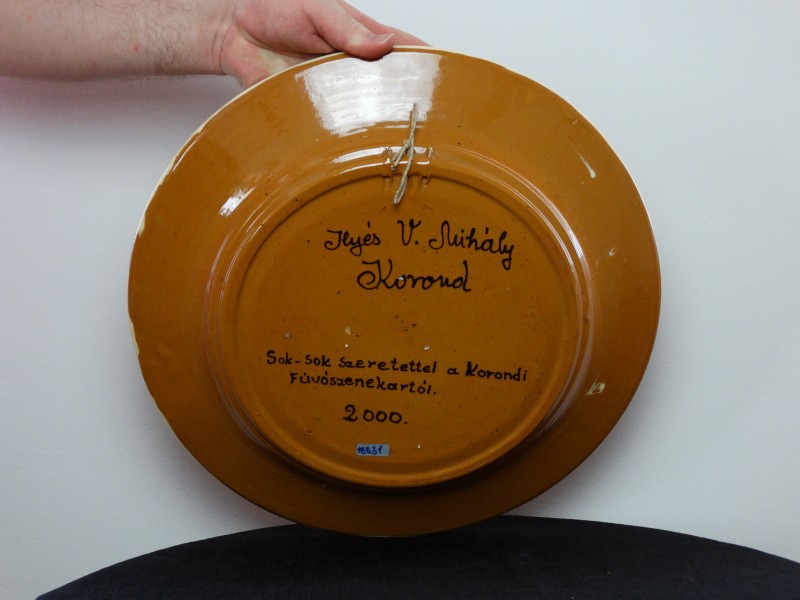 Ilyés V. Mihály
Korond
Sok-sok szeretettel a Korondi
Fúvószenekartól.
2000.